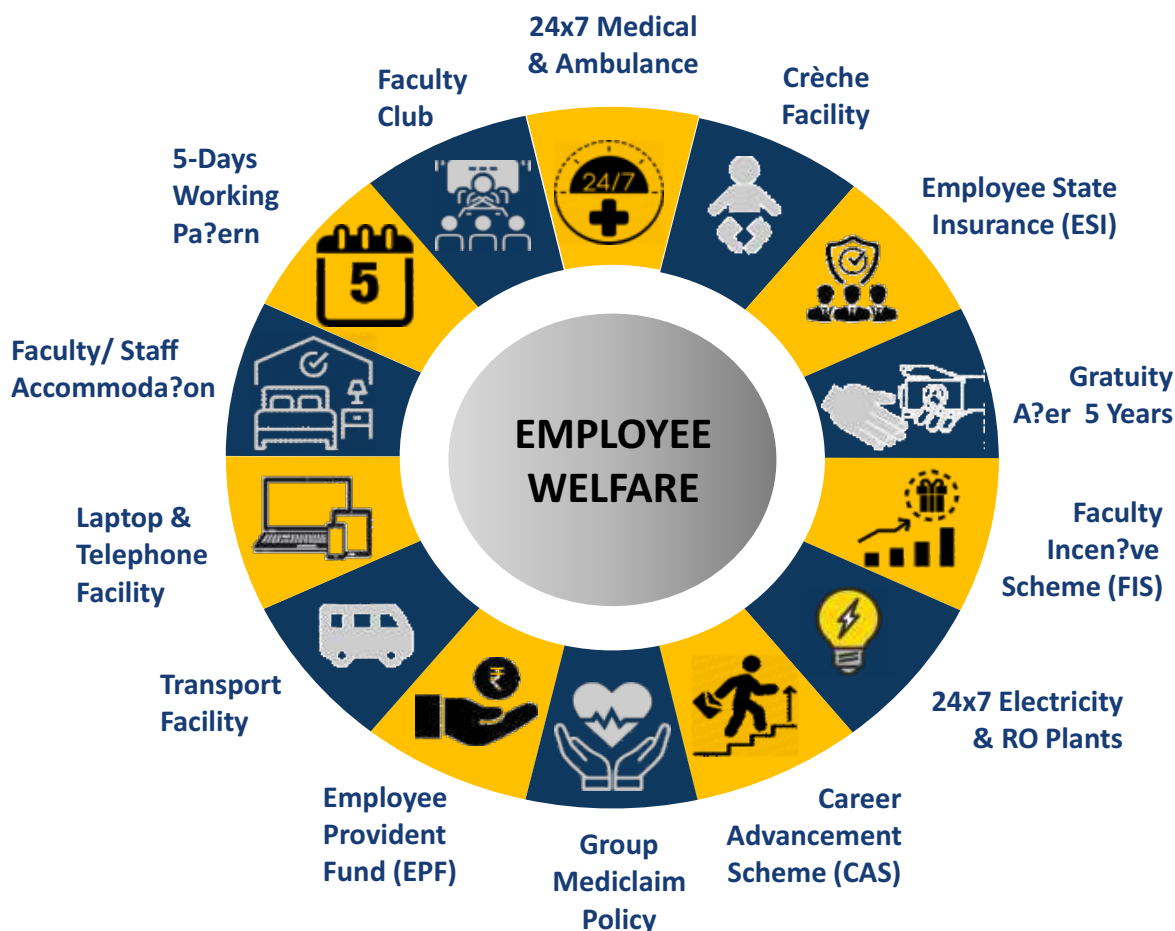 24x7 Medical
& Ambulance
Crèche
Facility
Employee State
Insurance (ESI)
Gratuity
A?er  5 Years
Faculty
Incen?ve
Scheme (FIS)
24x7 Electricity
& RO Plants
Career
Advancement
Scheme (CAS)
Group
Mediclaim
Policy
Employee
Provident
Fund (EPF)
Transport
Facility
Laptop &
Telephone
Facility
Faculty/ Staff
Accommoda?on
5-Days
Working
Pa?ern
Faculty
Club
24/7
5
₹
EMPLOYEE
WELFARE